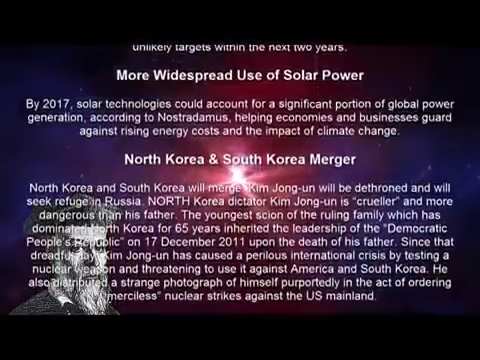 unlikely targets within the next two years.
More Widespread Use of Solar Power
By 2017, solar technologies could account for a significant portion of global power
generation, according to Nostradamus, helping economies and businesses guard
against rising energy costs and the impact of climate change.
North Korea & South Korea Merger
North Korea and South Korea will merge. Kim Jong-un will be dethroned and will
seek refuge in Russia. NORTH Korea dictator Kim Jong-un is “crueller” and more
dangerous than his father. The youngest scion of the ruling family which has
dominated North Korea for 65 years inherited the leadership of the “Democratic
People's Republic” on 17 December 2011 upon the death of his father. Since that
dreadful day, Kim Jong-un has caused a perilous international crisis by testing a
nuclear weapon and threatening to use it against America and South Korea. He
also distributed a strange photograph of himself purportedly in the act of ordering
“merciless” nuclear strikes against the US mainland.